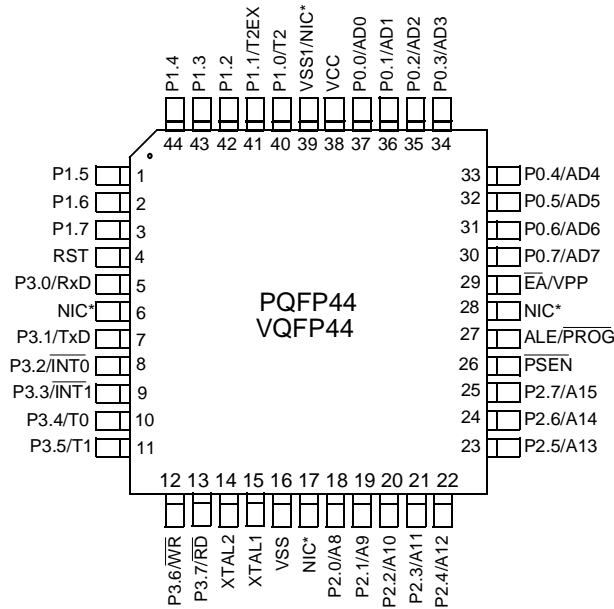 P1.4
P1.3
P1.2
P1.1/T2EX
P1.0/T2
VSS1/NIC*
VCC
P0.0/AD0
P0.1/AD1
P0.2/AD2
P0.3/AD3
44 43 42 41 40 39 38 37 36 35 34
P1.5 1
P1.6 2
P1.7 3
RST 4
P3.0/RxD 5
NIC* 6
P3.1/TxD 7
P3.2/INT0 8
P3.3/INT1 9
P3.4/T0 10
P3.5/T1 11
PQFP44
VQFP44
33 P0.4/AD4
32 P0.5/AD5
31 P0.6/AD6
30 P0.7/AD7
29 EA/VPP
28 NIC*
27 ALE/PROG
26 PSEN
25 P2.7/A15
24 P2.6/A14
23 P2.5/A13
12 13 14 15 16 17 18 19 20 21 22
P3.6/WR
P3.7/RD
XTAL2
XTAL1
VSS
NIC*
P2.0/A8
P2.1/A9
P2.2/A10
P2.3/A11
P2.4/A12